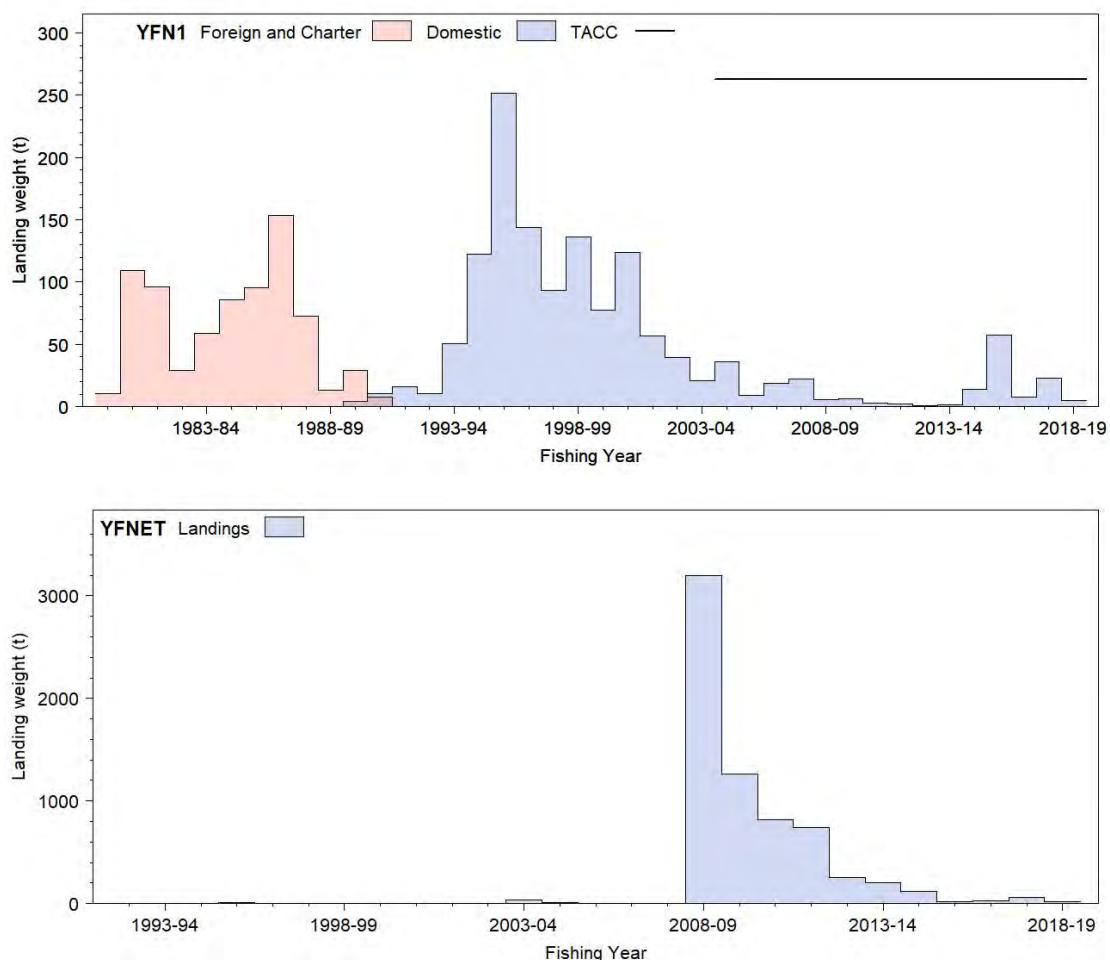 YFN1 Foreign and Charter Domestic TACC
300
250
200
150
100
50
0
Landing weight (t)
1983-84 1988-89 1993-94 1998-99 2003-04 2008-09 2013-14 2018-19
Fishing Year
YFNET Landings
3000
2000
1000
0
Landing weight (t)
1993-94 1998-99 2003-04 2008-09 2013-14 2018-19
Fishing Year